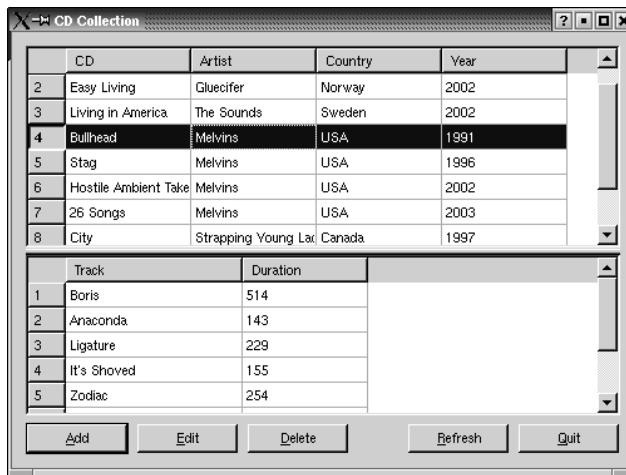 CD Collection
CD Artist Country Year
2 Easy Living Gluecifer Norway 2002
3 Living in America The Sounds Sweden 2002
4 Bullhead Melvins USA 1991
5 Stag Melvins USA 1996
6 Hostile Ambient Take Melvins USA 2002
7 26 Songs Melvins USA 2003
8 City Strapping Young Lad Canada 1997
Track Duration
1 Boris 514
2 Anaconda 143
3 Ligature 229
4 It's Shoved 155
5 Zodiac 254
Add Edit Delete Refresh Quit